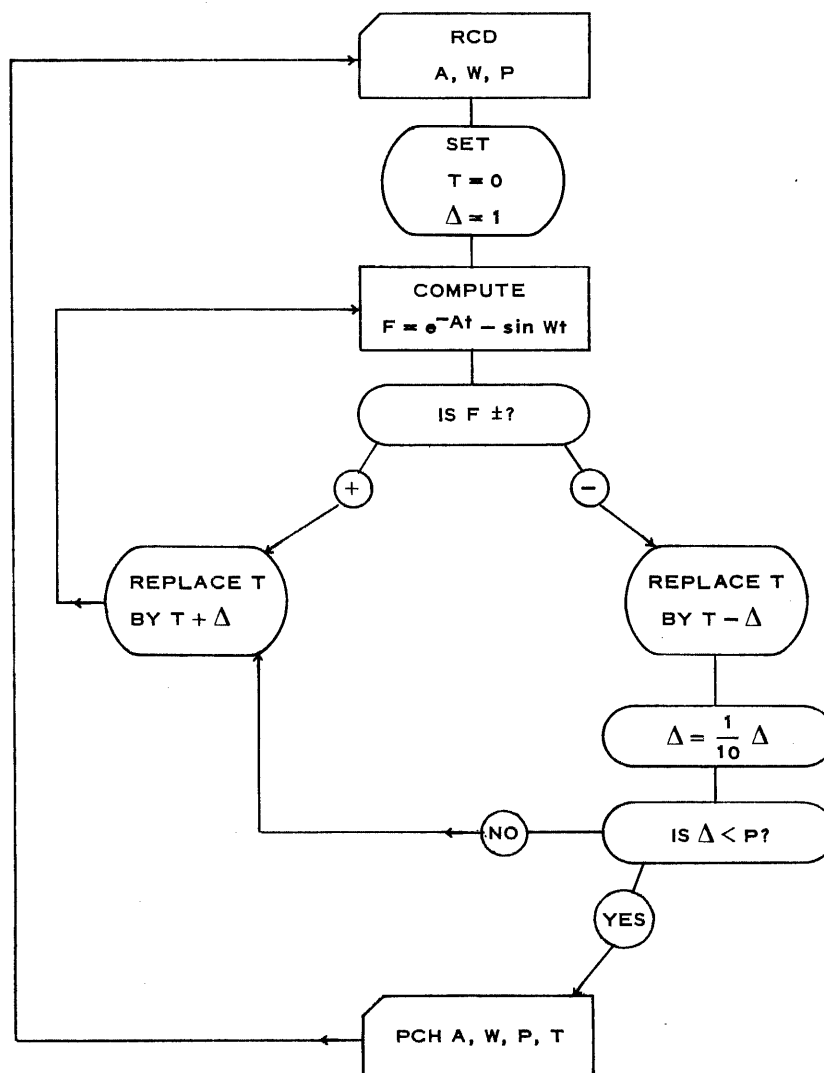 RCD
A, W, P
SET
T = 0
Δ = 1
COMPUTE
F = e^-At − sin Wt
IS F ±?
+
−
REPLACE T
BY T + Δ
REPLACE T
BY T − Δ
Δ = 1/10 Δ
IS Δ < P?
NO
YES
PCH A, W, P, T